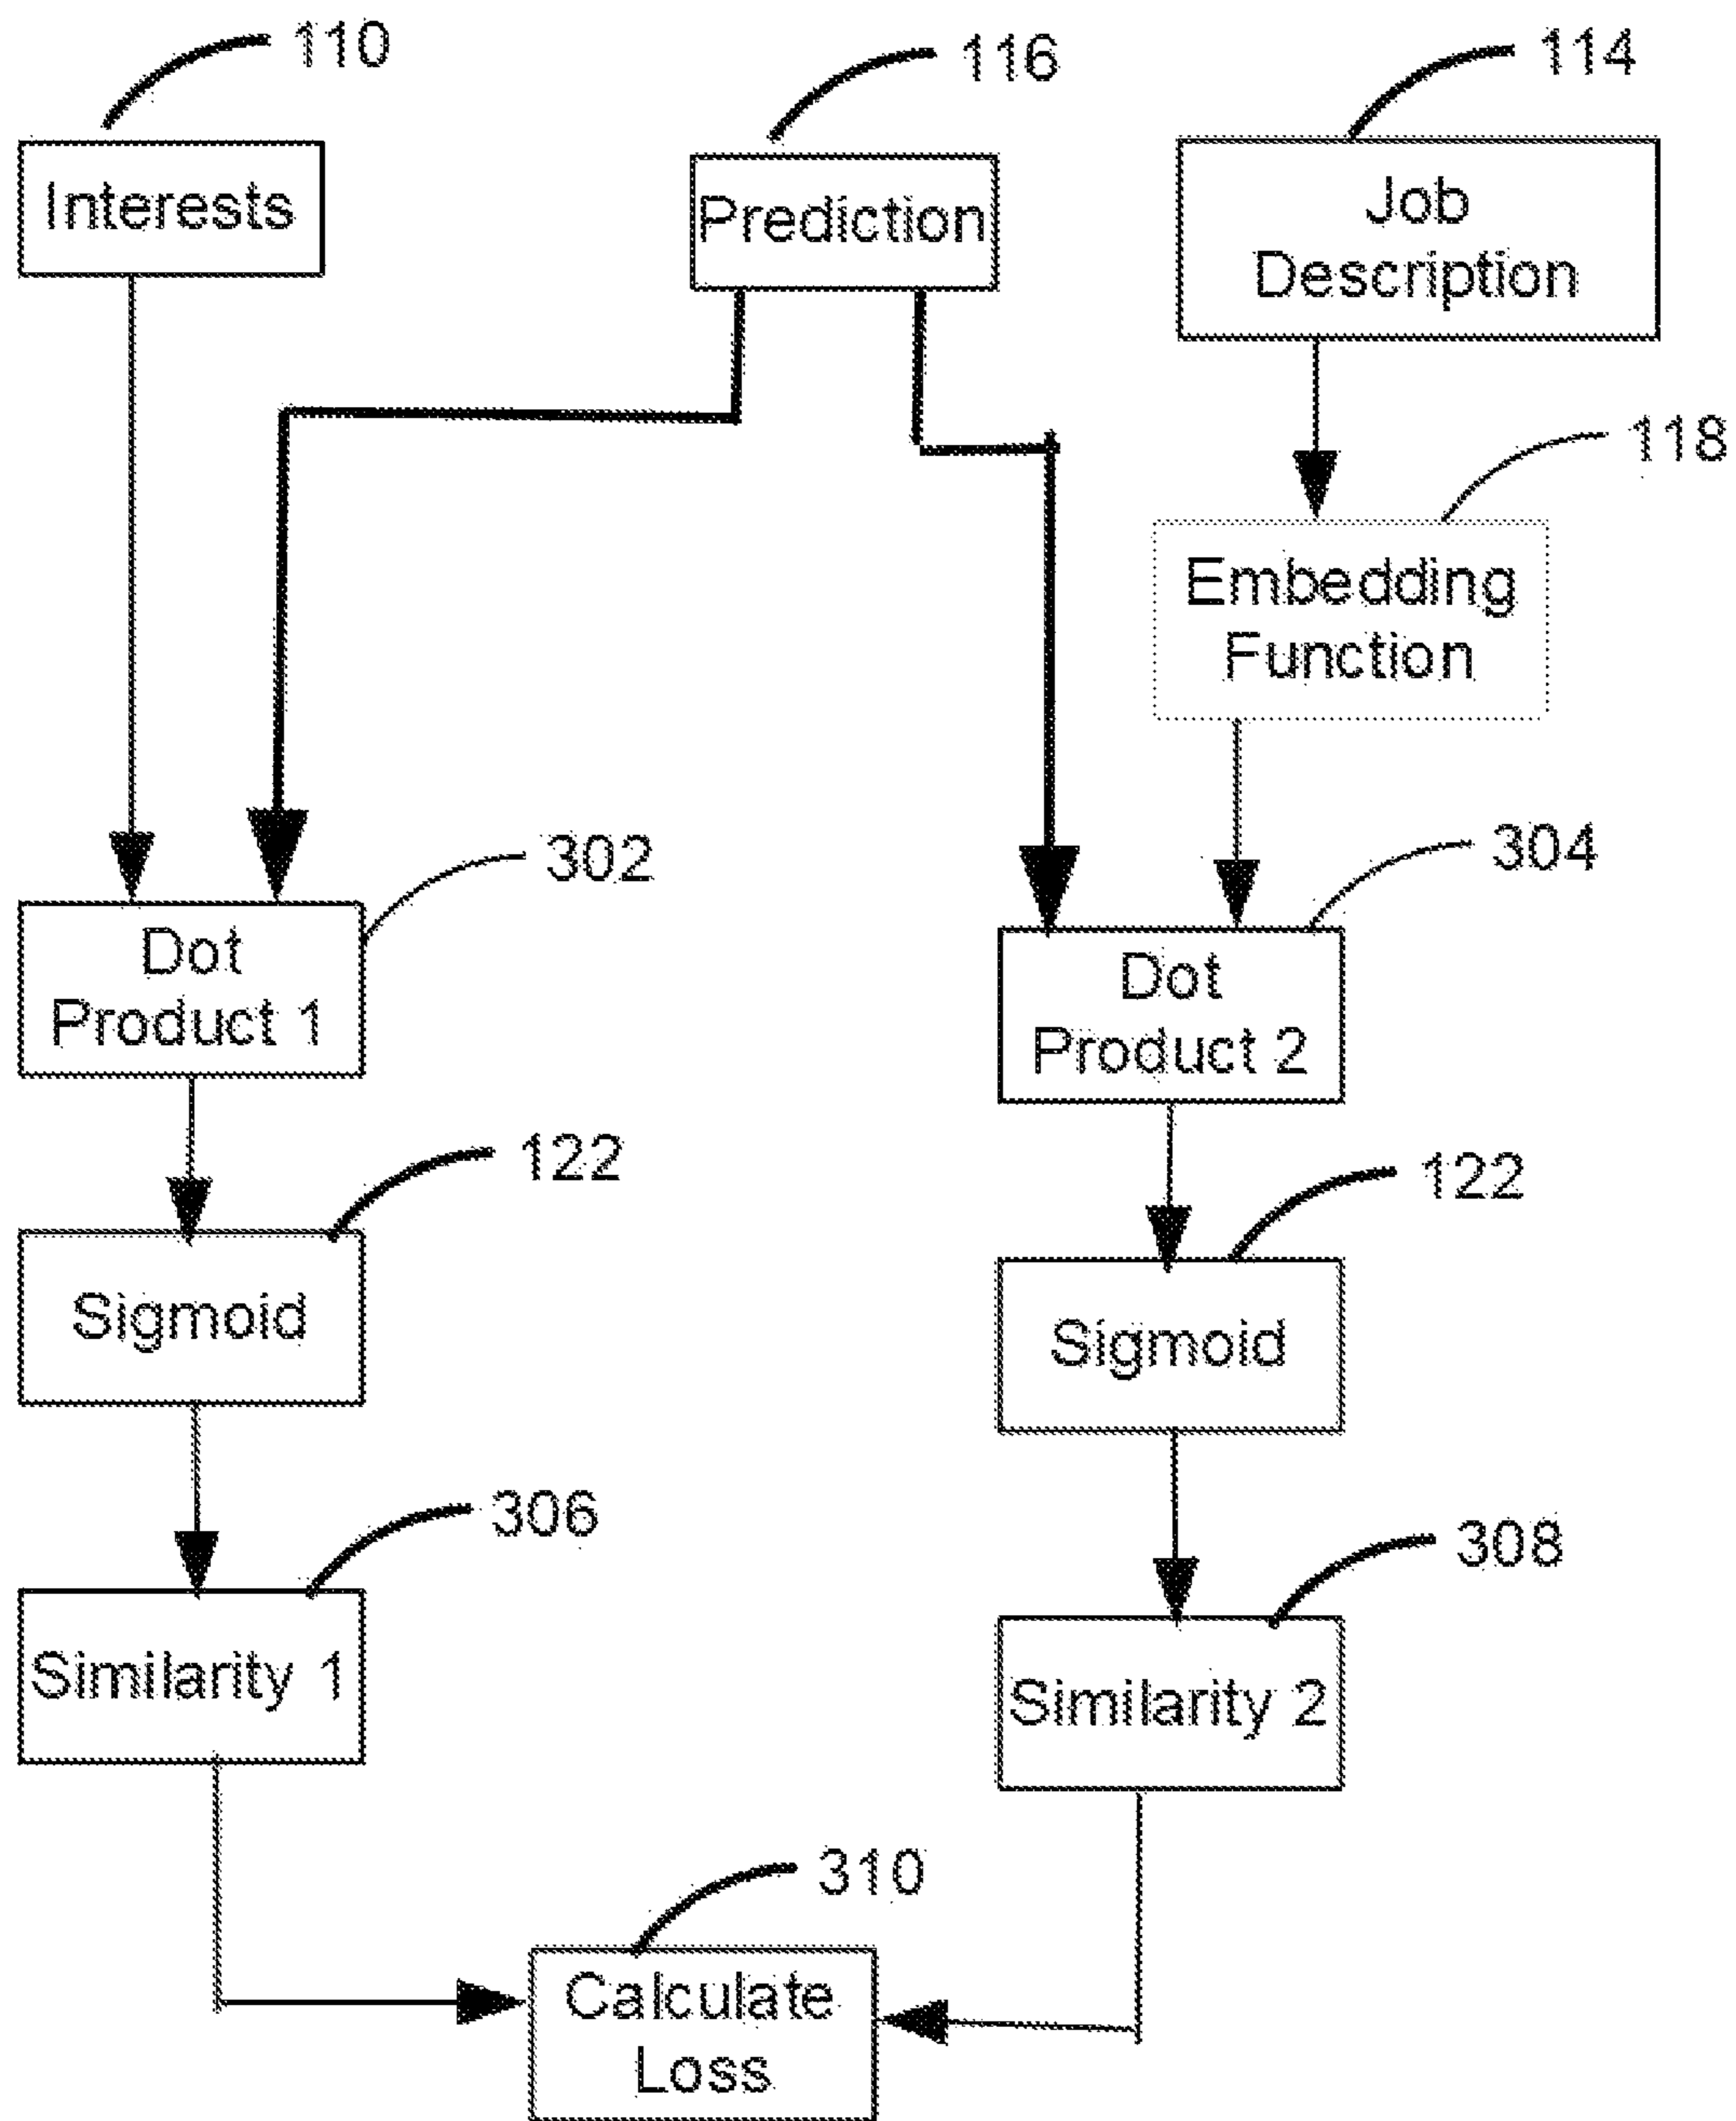 110
116
114
Interests
Prediction
Job
Description
118
Embedding
Function
302
304
Dot
Product 1
Dot
Product 2
122
122
Sigmoid
Sigmoid
306
308
Similarity 1
Similarity 2
310
Calculate
Loss